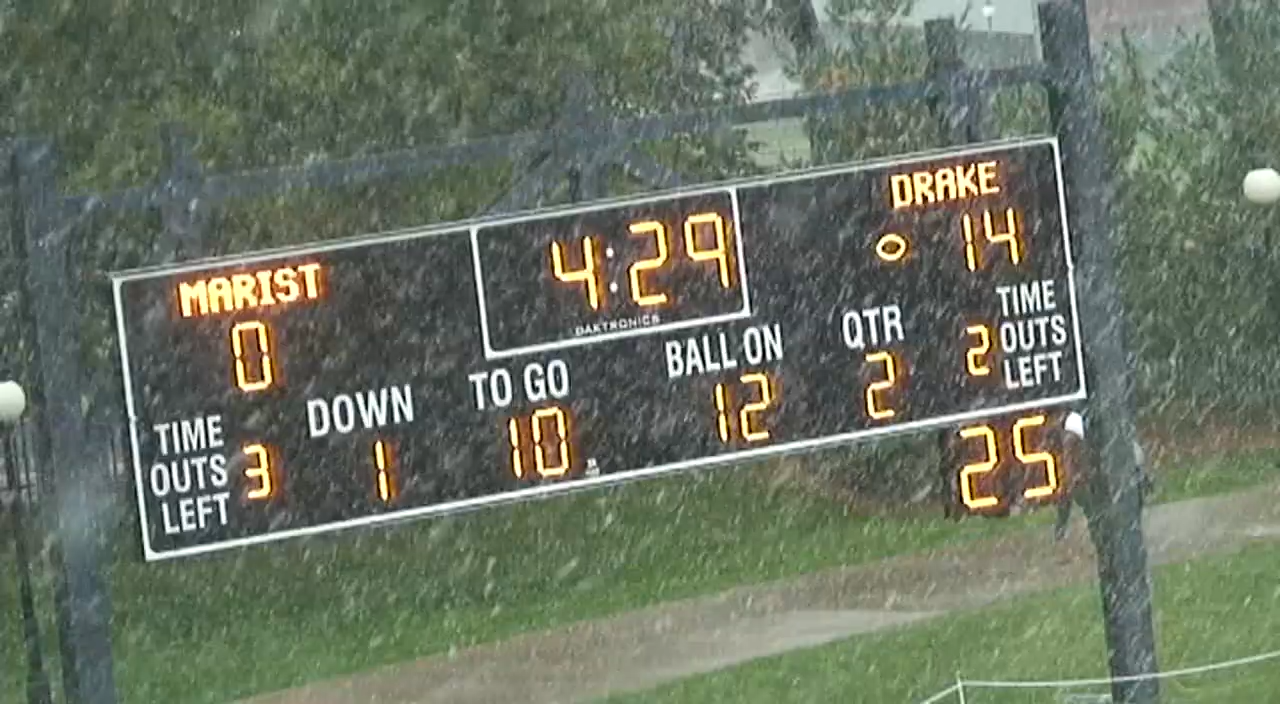 DRAKE
MARIST
4:29
14
0
DAKTRONICS
DOWN
TO GO
BALL ON
QTR
TIME
OUTS
LEFT
2
TIME
OUTS
LEFT
3
1
10
12
2
25